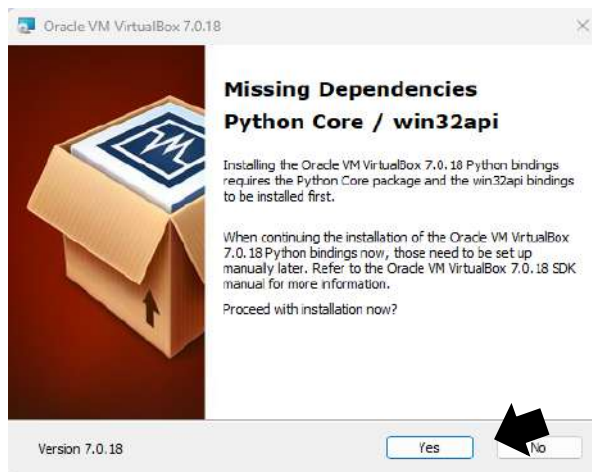 Oracle VM VirtualBox 7.0.18
Missing Dependencies
Python Core / win32api
Installing the Oracle VM VirtualBox 7.0.18 Python bindings
requires the Python Core package and the win32api bindings
to be installed first.
When continuing the installation of the Oracle VM VirtualBox
7.0.18 Python bindings now, those need to be set up
manually later. Refer to the Oracle VM VirtualBox 7.0.18 SDK
manual for more information.
Proceed with installation now?
Version 7.0.18
Yes
No